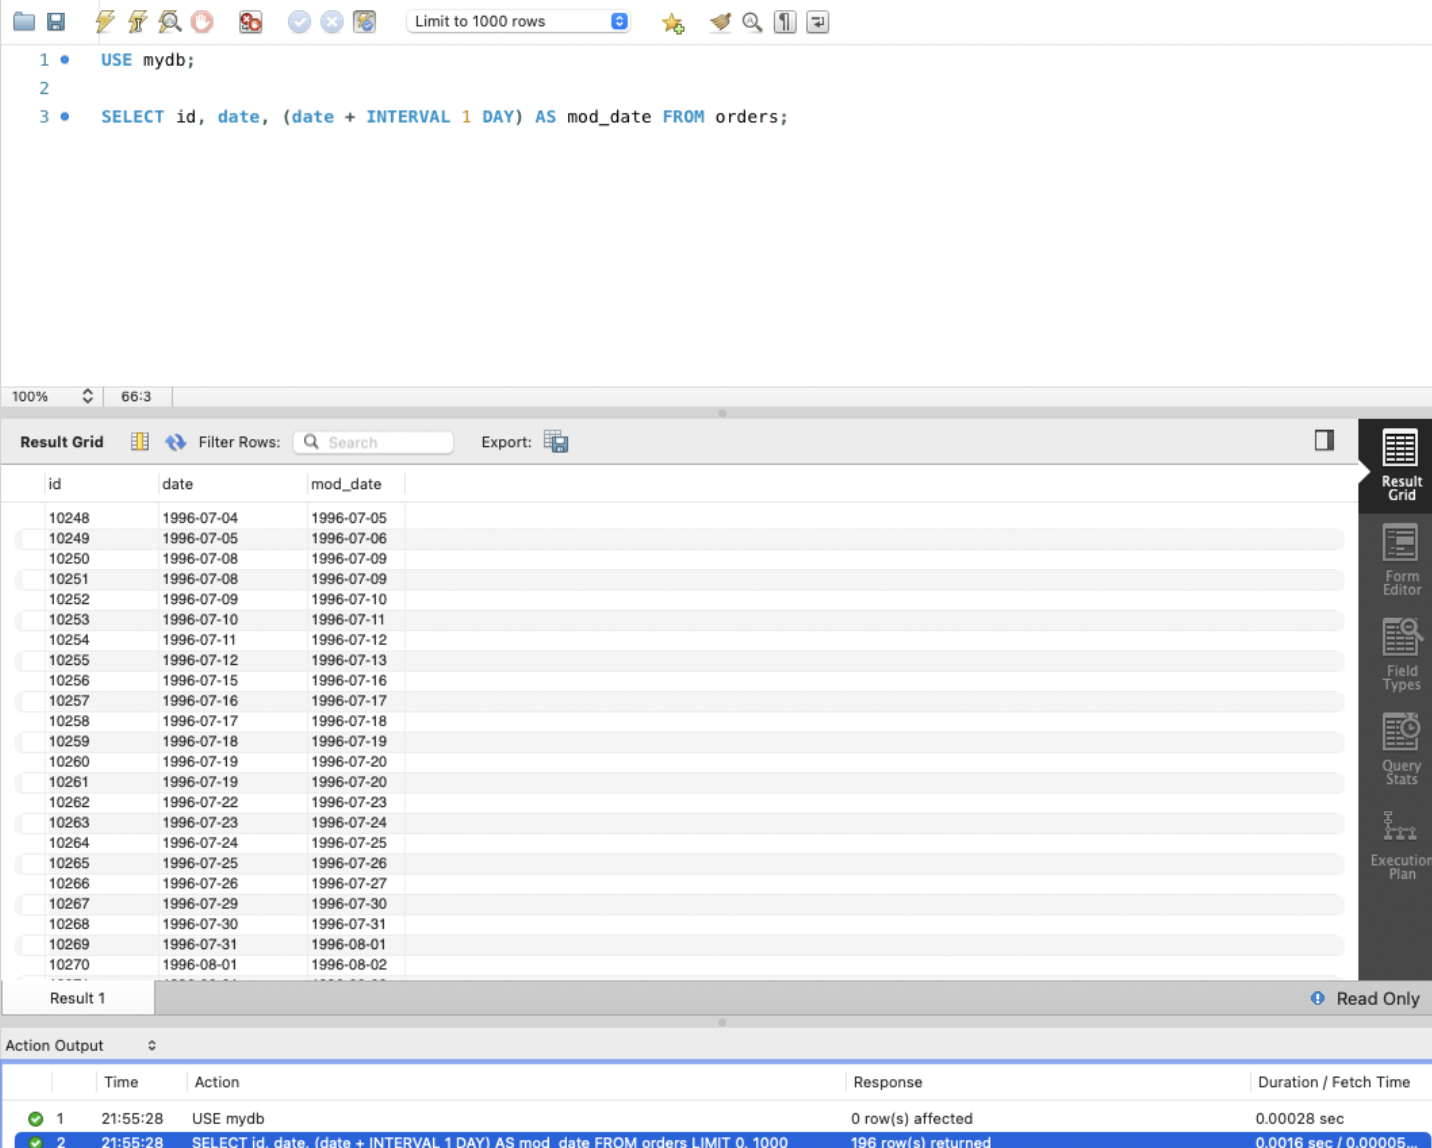 Limit to 1000 rows
1 USE mydb;
2
3 SELECT id, date, (date + INTERVAL 1 DAY) AS mod_date FROM orders;
100% 66:3
Result Grid Filter Rows: Search Export:
id date mod_date
10248 1996-07-04 1996-07-05
10249 1996-07-05 1996-07-06
10250 1996-07-08 1996-07-09
10251 1996-07-08 1996-07-09
10252 1996-07-09 1996-07-10
10253 1996-07-10 1996-07-11
10254 1996-07-11 1996-07-12
10255 1996-07-12 1996-07-13
10256 1996-07-15 1996-07-16
10257 1996-07-16 1996-07-17
10258 1996-07-17 1996-07-18
10259 1996-07-18 1996-07-19
10260 1996-07-19 1996-07-20
10261 1996-07-19 1996-07-20
10262 1996-07-22 1996-07-23
10263 1996-07-23 1996-07-24
10264 1996-07-24 1996-07-25
10265 1996-07-25 1996-07-26
10266 1996-07-26 1996-07-27
10267 1996-07-29 1996-07-30
10268 1996-07-30 1996-07-31
10269 1996-07-31 1996-08-01
10270 1996-08-01 1996-08-02
Result
Grid
Form
Editor
Field
Types
Query
Stats
Execution
Plan
Result 1 Read Only
Action Output
Time Action Response Duration / Fetch Time
1 21:55:28 USE mydb 0 row(s) affected 0.00028 sec
2 21:55:28 SELECT id, date, (date + INTERVAL 1 DAY) AS mod_date FROM orders LIMIT 0, 1000 196 row(s) returned 0.0016 sec / 0.00005...